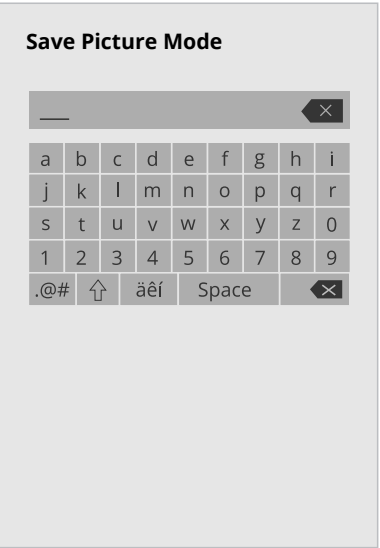 Save Picture Mode
a b c d e f g h i
j k l m n o p q r
s t u v w x y z 0
1 2 3 4 5 6 7 8 9
.@# äêí Space